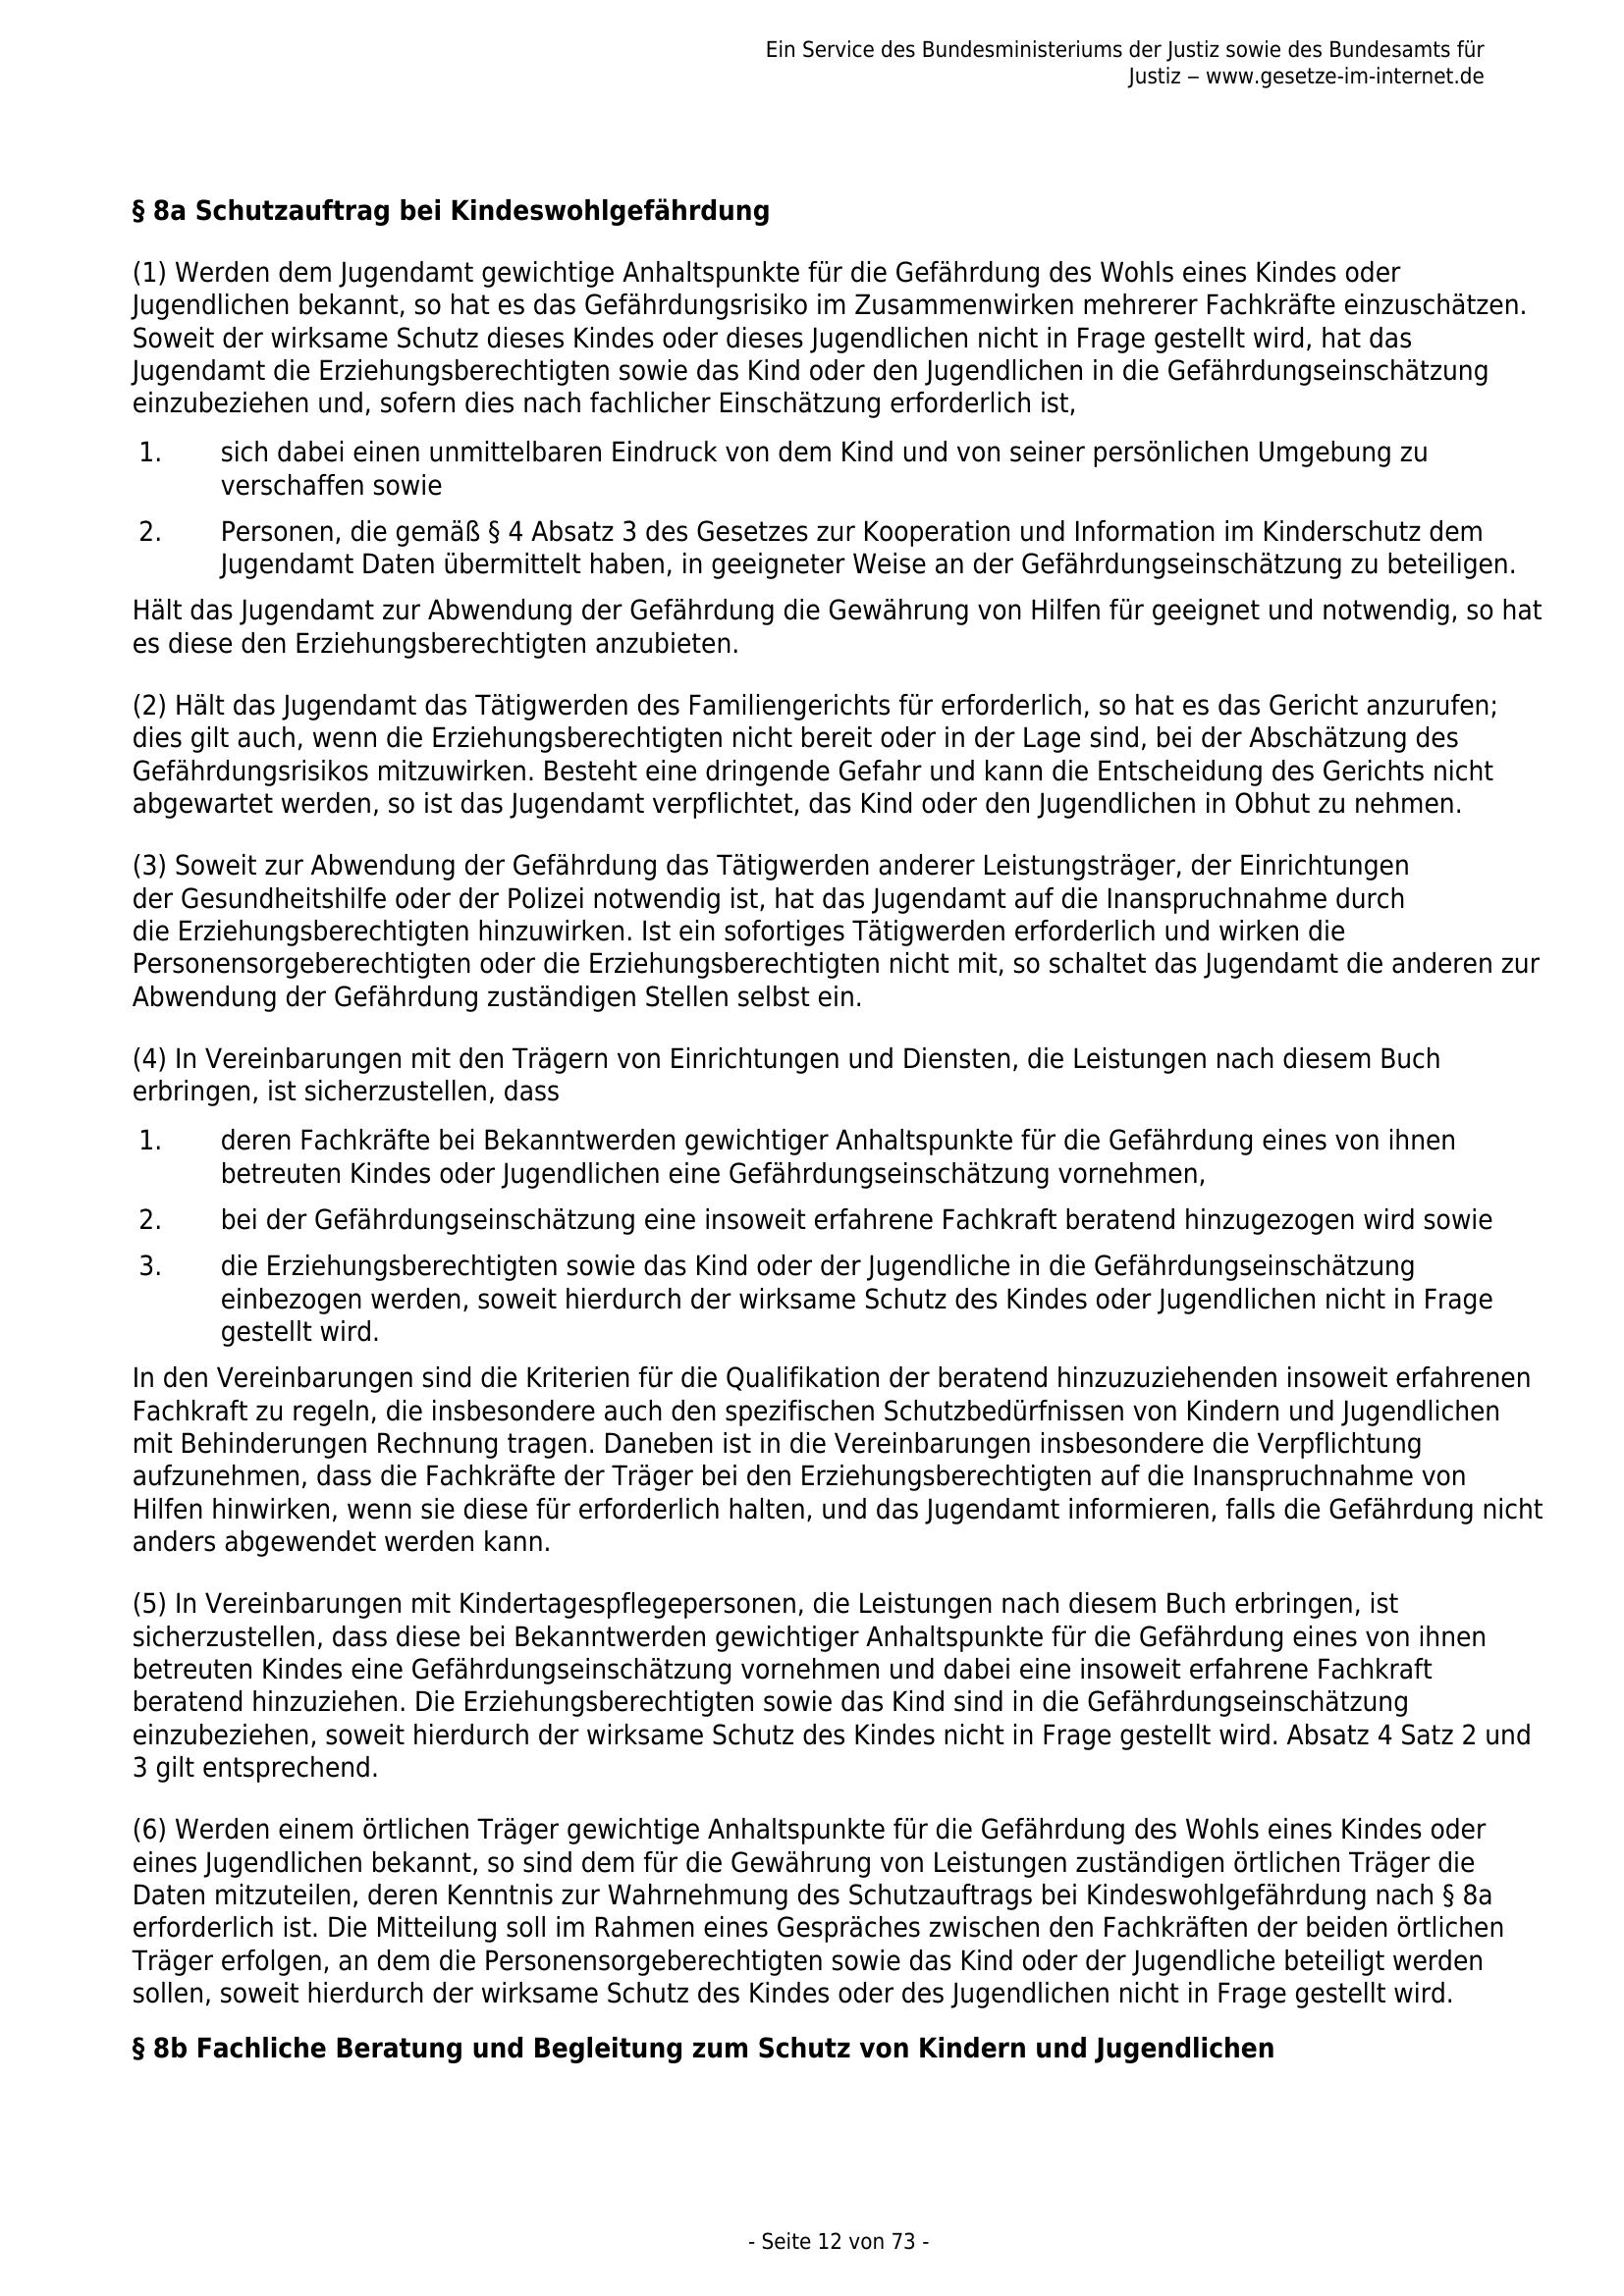 Ein Service des Bundesministeriums der Justiz sowie des Bundesamts für
Justiz ‒ www.gesetze-im-internet.de
§ 8a Schutzauftrag bei Kindeswohlgefährdung
(1) Werden dem Jugendamt gewichtige Anhaltspunkte für die Gefährdung des Wohls eines Kindes oder
Jugendlichen bekannt, so hat es das Gefährdungsrisiko im Zusammenwirken mehrerer Fachkräfte einzuschätzen.
Soweit der wirksame Schutz dieses Kindes oder dieses Jugendlichen nicht in Frage gestellt wird, hat das
Jugendamt die Erziehungsberechtigten sowie das Kind oder den Jugendlichen in die Gefährdungseinschätzung
einzubeziehen und, sofern dies nach fachlicher Einschätzung erforderlich ist,
1. sich dabei einen unmittelbaren Eindruck von dem Kind und von seiner persönlichen Umgebung zu
verschaffen sowie
2. Personen, die gemäß § 4 Absatz 3 des Gesetzes zur Kooperation und Information im Kinderschutz dem
Jugendamt Daten übermittelt haben, in geeigneter Weise an der Gefährdungseinschätzung zu beteiligen.
Hält das Jugendamt zur Abwendung der Gefährdung die Gewährung von Hilfen für geeignet und notwendig, so hat
es diese den Erziehungsberechtigten anzubieten.
(2) Hält das Jugendamt das Tätigwerden des Familiengerichts für erforderlich, so hat es das Gericht anzurufen;
dies gilt auch, wenn die Erziehungsberechtigten nicht bereit oder in der Lage sind, bei der Abschätzung des
Gefährdungsrisikos mitzuwirken. Besteht eine dringende Gefahr und kann die Entscheidung des Gerichts nicht
abgewartet werden, so ist das Jugendamt verpflichtet, das Kind oder den Jugendlichen in Obhut zu nehmen.
(3) Soweit zur Abwendung der Gefährdung das Tätigwerden anderer Leistungsträger, der Einrichtungen
der Gesundheitshilfe oder der Polizei notwendig ist, hat das Jugendamt auf die Inanspruchnahme durch
die Erziehungsberechtigten hinzuwirken. Ist ein sofortiges Tätigwerden erforderlich und wirken die
Personensorgeberechtigten oder die Erziehungsberechtigten nicht mit, so schaltet das Jugendamt die anderen zur
Abwendung der Gefährdung zuständigen Stellen selbst ein.
(4) In Vereinbarungen mit den Trägern von Einrichtungen und Diensten, die Leistungen nach diesem Buch
erbringen, ist sicherzustellen, dass
1. deren Fachkräfte bei Bekanntwerden gewichtiger Anhaltspunkte für die Gefährdung eines von ihnen
betreuten Kindes oder Jugendlichen eine Gefährdungseinschätzung vornehmen,
2. bei der Gefährdungseinschätzung eine insoweit erfahrene Fachkraft beratend hinzugezogen wird sowie
3. die Erziehungsberechtigten sowie das Kind oder der Jugendliche in die Gefährdungseinschätzung
einbezogen werden, soweit hierdurch der wirksame Schutz des Kindes oder Jugendlichen nicht in Frage
gestellt wird.
In den Vereinbarungen sind die Kriterien für die Qualifikation der beratend hinzuzuziehenden insoweit erfahrenen
Fachkraft zu regeln, die insbesondere auch den spezifischen Schutzbedürfnissen von Kindern und Jugendlichen
mit Behinderungen Rechnung tragen. Daneben ist in die Vereinbarungen insbesondere die Verpflichtung
aufzunehmen, dass die Fachkräfte der Träger bei den Erziehungsberechtigten auf die Inanspruchnahme von
Hilfen hinwirken, wenn sie diese für erforderlich halten, und das Jugendamt informieren, falls die Gefährdung nicht
anders abgewendet werden kann.
(5) In Vereinbarungen mit Kindertagespflegepersonen, die Leistungen nach diesem Buch erbringen, ist
sicherzustellen, dass diese bei Bekanntwerden gewichtiger Anhaltspunkte für die Gefährdung eines von ihnen
betreuten Kindes eine Gefährdungseinschätzung vornehmen und dabei eine insoweit erfahrene Fachkraft
beratend hinzuziehen. Die Erziehungsberechtigten sowie das Kind sind in die Gefährdungseinschätzung
einzubeziehen, soweit hierdurch der wirksame Schutz des Kindes nicht in Frage gestellt wird. Absatz 4 Satz 2 und
3 gilt entsprechend.
(6) Werden einem örtlichen Träger gewichtige Anhaltspunkte für die Gefährdung des Wohls eines Kindes oder
eines Jugendlichen bekannt, so sind dem für die Gewährung von Leistungen zuständigen örtlichen Träger die
Daten mitzuteilen, deren Kenntnis zur Wahrnehmung des Schutzauftrags bei Kindeswohlgefährdung nach § 8a
erforderlich ist. Die Mitteilung soll im Rahmen eines Gespräches zwischen den Fachkräften der beiden örtlichen
Träger erfolgen, an dem die Personensorgeberechtigten sowie das Kind oder der Jugendliche beteiligt werden
sollen, soweit hierdurch der wirksame Schutz des Kindes oder des Jugendlichen nicht in Frage gestellt wird.
§ 8b Fachliche Beratung und Begleitung zum Schutz von Kindern und Jugendlichen
- Seite 12 von 73 -